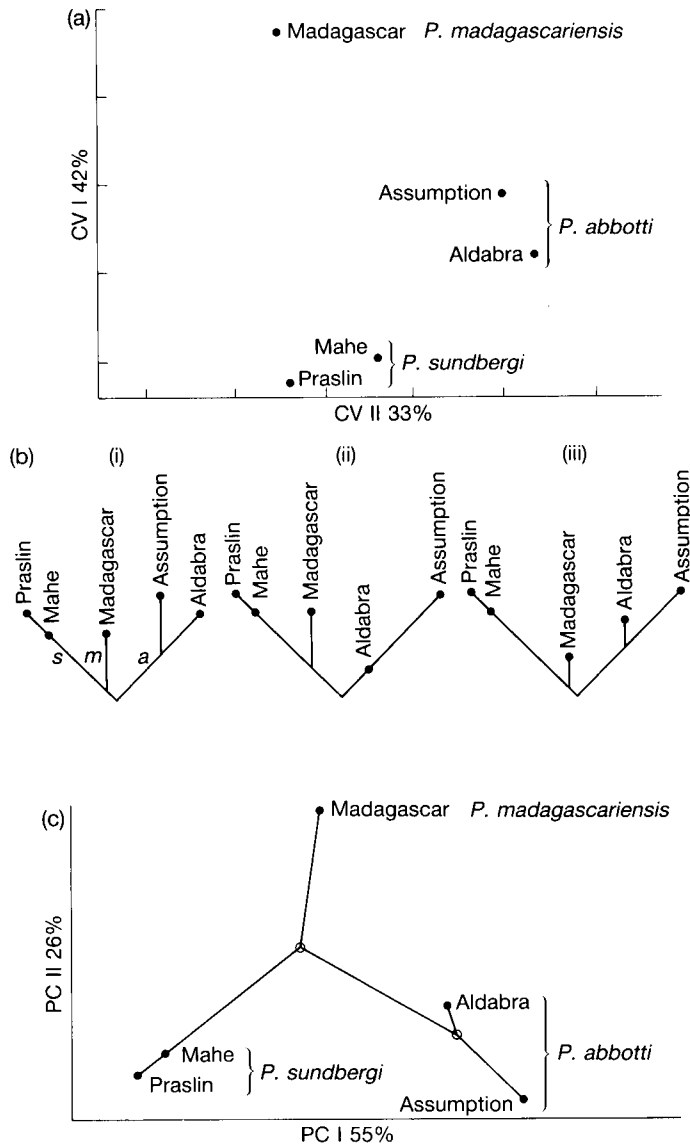 (a)
Madagascar P. madagascariensis
CV I 42%
Assumption
P. abbotti
Aldabra
Mahe
P. sundbergi
Praslin
CV II 33%
(b) (i) (ii) (iii)
Praslin
Mahe
Madagascar
Assumption
Aldabra
s m a
Praslin
Mahe
Madagascar
Aldabra
Assumption
Praslin
Mahe
Madagascar
Aldabra
Assumption
(c)
Madagascar P. madagascariensis
PC II 26%
Aldabra
P. abbotti
Mahe
P. sundbergi
Praslin
Assumption
PC I 55%